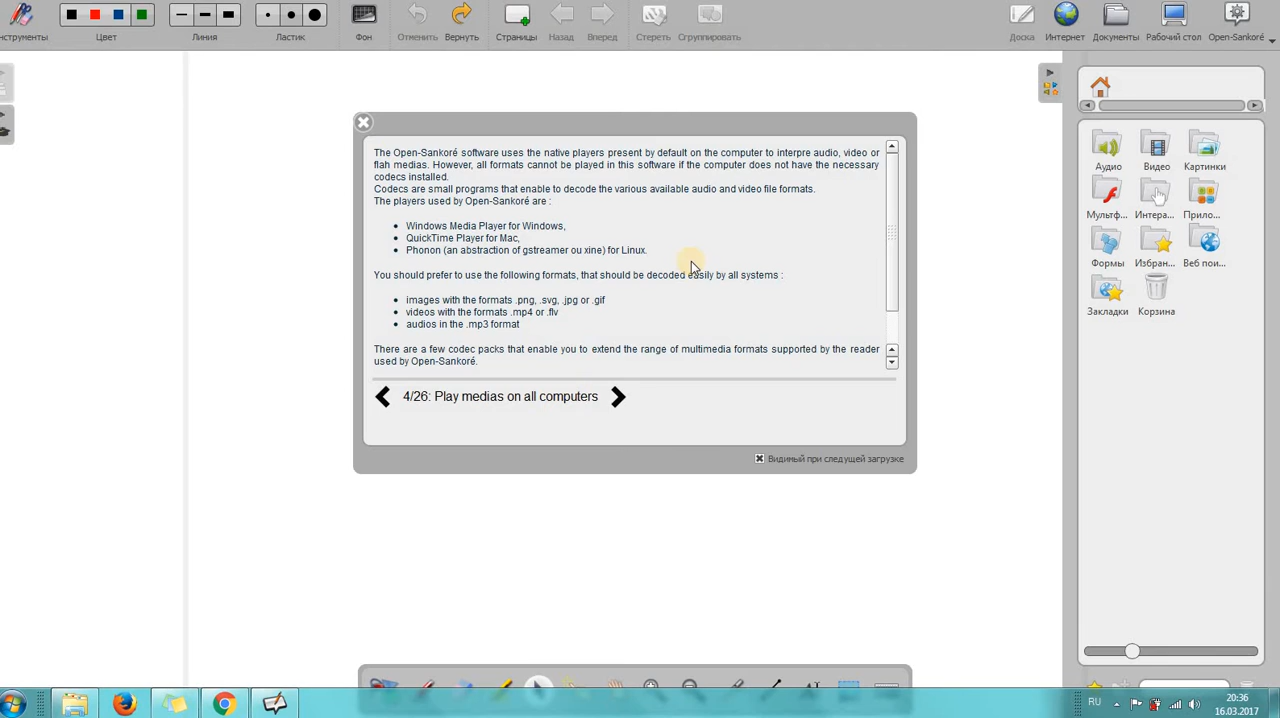 нструменты Цвет Линия Ластик Фон Отменить Вернуть Страницы Назад Вперед Стереть Сгруппировать Доска Интернет Документы Рабочий стол Open-Sankoré
The Open-Sankoré software uses the native players present by default on the computer to interpre audio, video or
flah medias. However, all formats cannot be played in this software if the computer does not have the necessary
codecs installed.
Codecs are small programs that enable to decode the various available audio and video file formats.
The players used by Open-Sankoré are :
• Windows Media Player for Windows,
• QuickTime Player for Mac,
• Phonon (an abstraction of gstreamer ou xine) for Linux.
You should prefer to use the following formats, that should be decoded easily by all systems :
• images with the formats .png, .svg, .jpg or .gif
• videos with the formats .mp4 or .flv
• audios in the .mp3 format
There are a few codec packs that enable you to extend the range of multimedia formats supported by the reader
used by Open-Sankoré.
4/26: Play medias on all computers
Видимый при следущей загрузке
Аудио Видео Картинки
Мультф... Интера... Прило...
Формы Избран... Веб пои...
Закладки Корзина
RU 20:36
16.03.2017